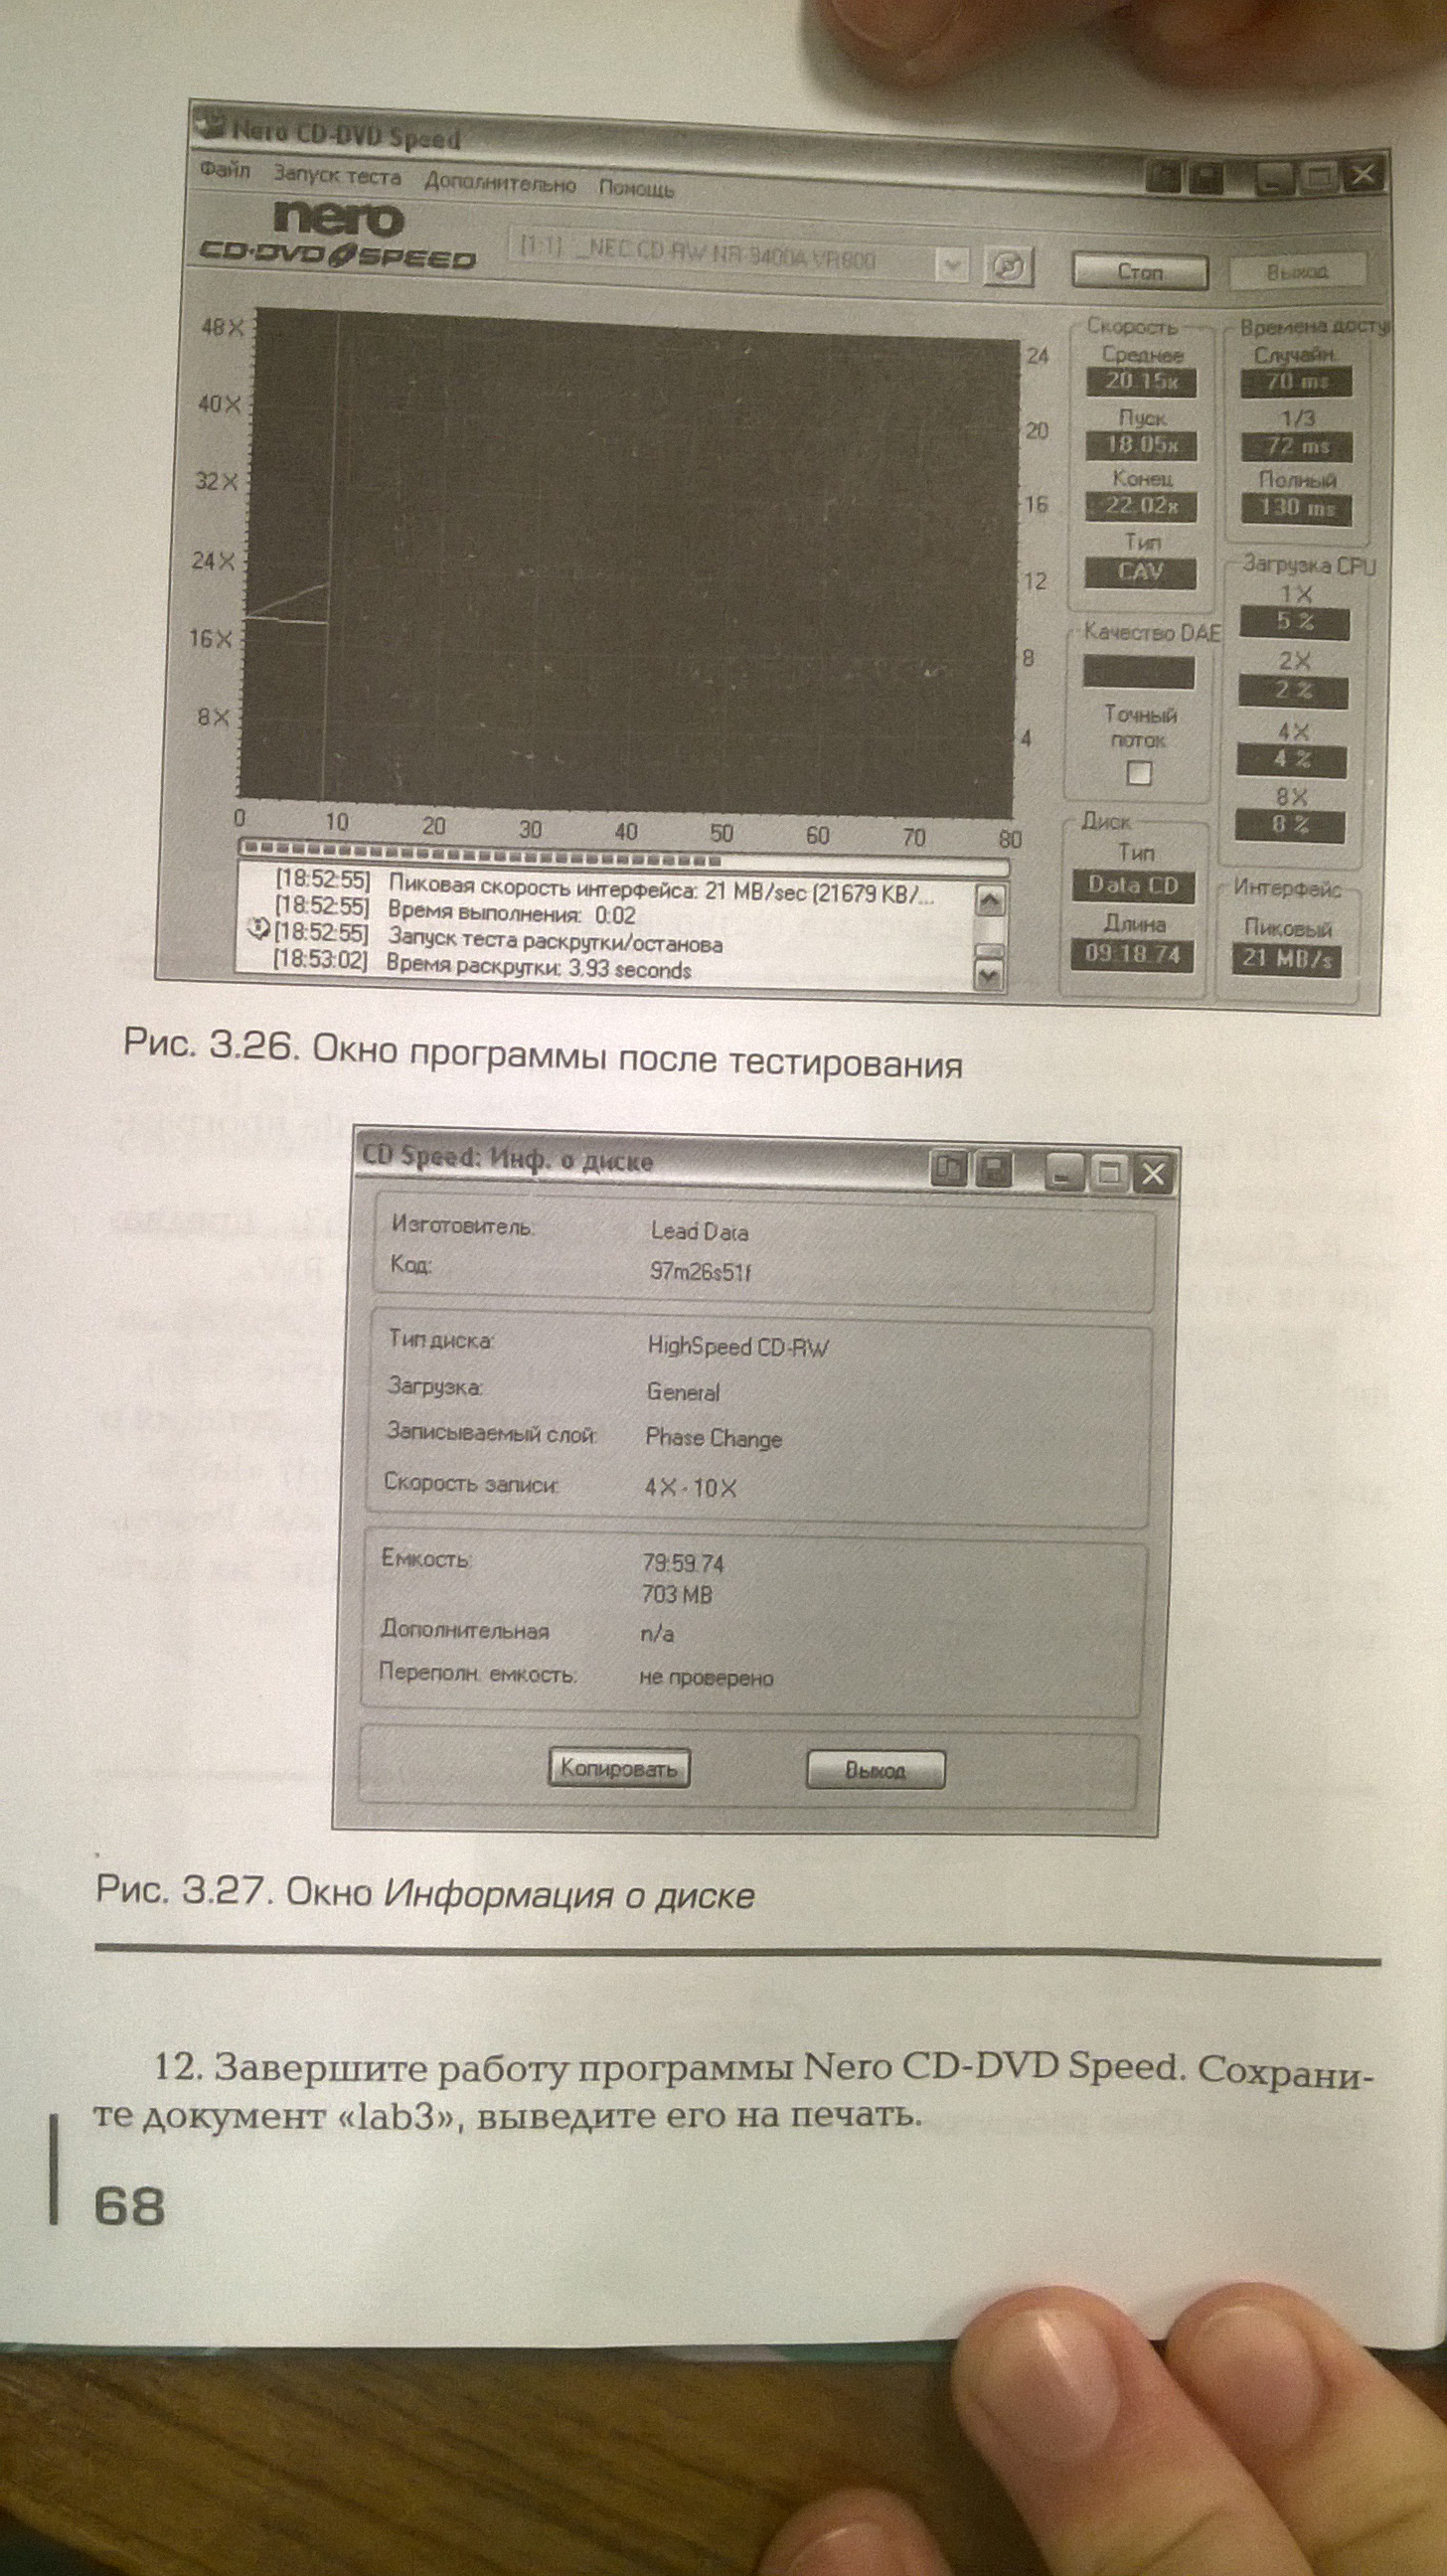 Nero CD-DVD Speed
Файл Запуск теста Дополнительно Помощь
nero
CD·DVD SPEED
[1:1] _NEC CD-RW NR-9400A VR800
Стоп Выход
48X
40X
32X
24X
16X
8X
24
20
16
12
8
4
0 10 20 30 40 50 60 70 80
Скорость
Среднее
20.15x
Пуск
18.05x
Конец
22.02x
Тип
CAV
Времена досту
Случайн.
70 ms
1/3
72 ms
Полный
130 ms
Качество DAE
Точный
поток
Загрузка CPU
1X
5 %
2X
2 %
4X
4 %
8X
8 %
Диск
Тип
Data CD
Длина
09:18.74
Интерфейс
Пиковый
21 MB/s
[18:52:55] Пиковая скорость интерфейса: 21 MB/sec (21679 KB/...
[18:52:55] Время выполнения: 0:02
[18:52:55] Запуск теста раскрутки/останова
[18:53:02] Время раскрутки: 3.93 seconds
Рис. 3.26. Окно программы после тестирования
CD Speed: Инф. о диске
Изготовитель: Lead Data
Код: 97m26s51f
Тип диска: HighSpeed CD-RW
Загрузка: General
Записываемый слой: Phase Change
Скорость записи: 4X - 10X
Емкость: 79:59.74
703 MB
Дополнительная n/a
Переполн. емкость: не проверено
Копировать Выход
Рис. 3.27. Окно Информация о диске
12. Завершите работу программы Nero CD-DVD Speed. Сохрани-
те документ «lab3», выведите его на печать.
68